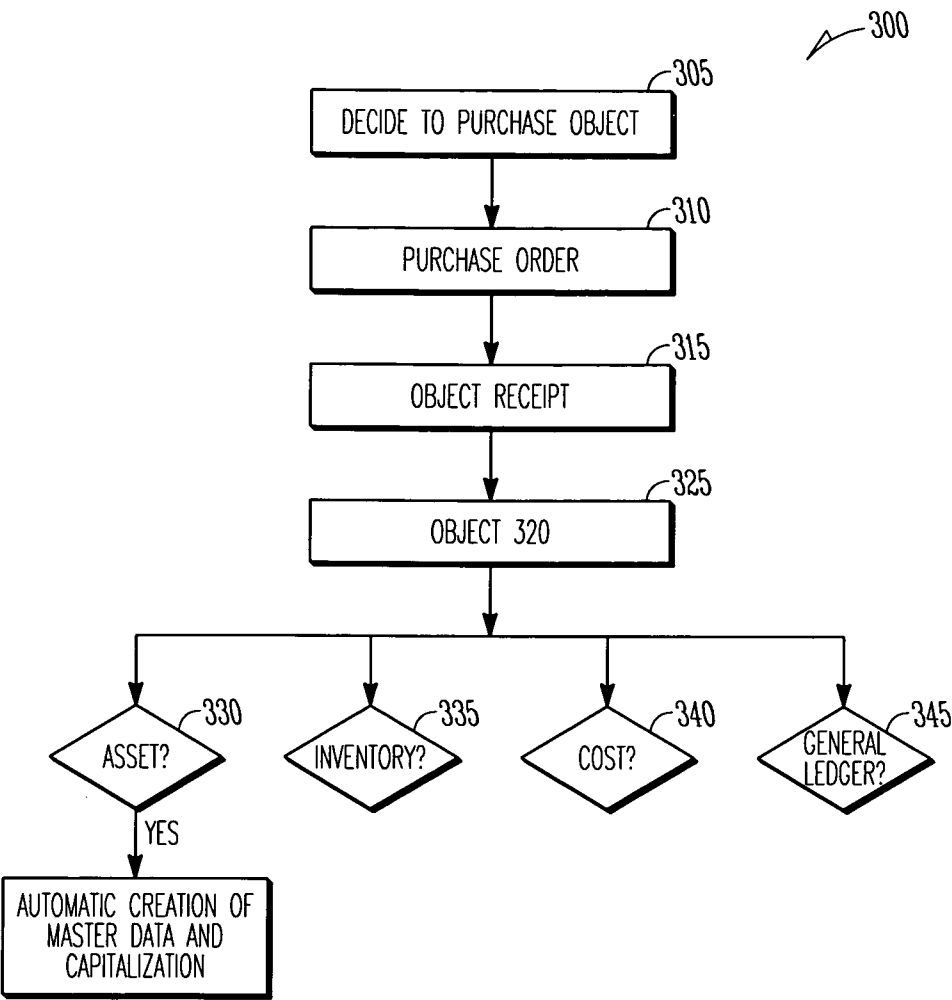 300
305
DECIDE TO PURCHASE OBJECT
310
PURCHASE ORDER
315
OBJECT RECEIPT
325
OBJECT 320
330
ASSET?
335
INVENTORY?
340
COST?
345
GENERAL
LEDGER?
YES
AUTOMATIC CREATION OF
MASTER DATA AND
CAPITALIZATION